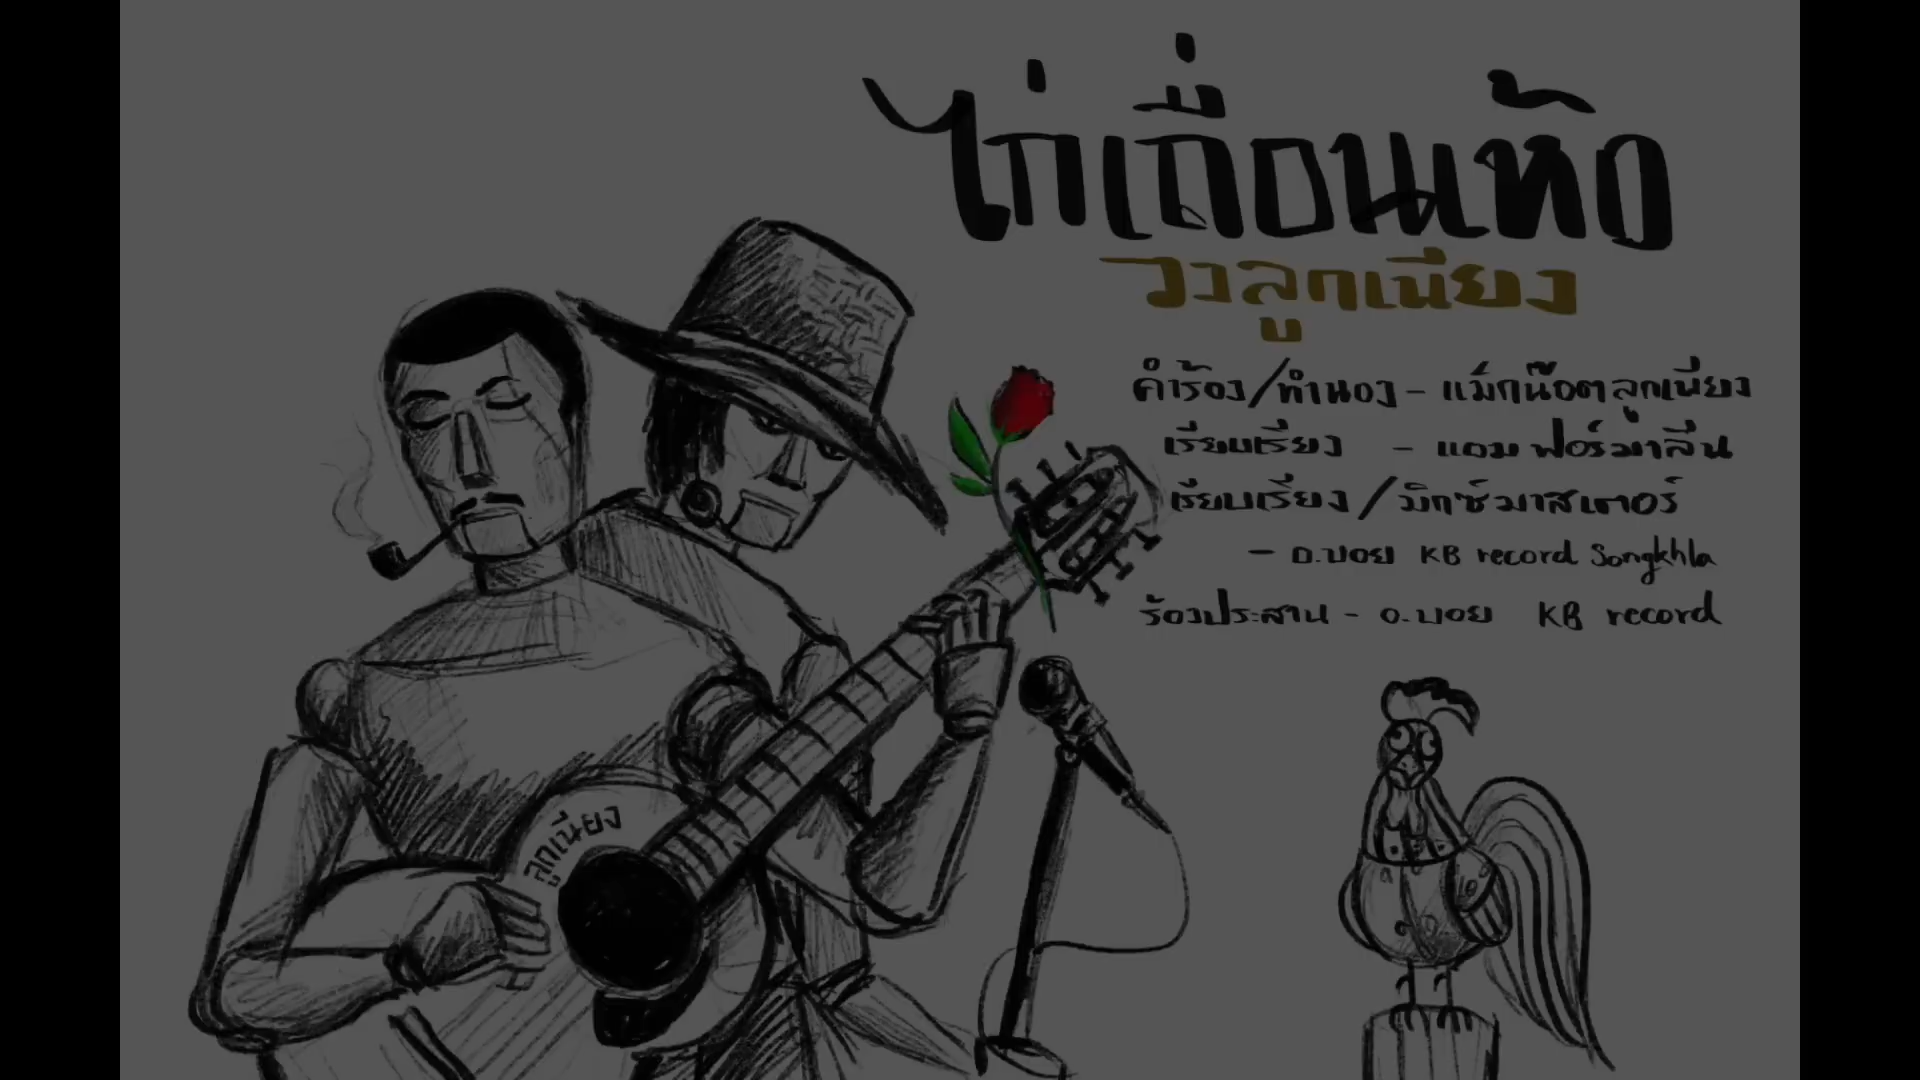 ไก่เถื่อนเท้อ
วงลูกเนียง
คำร้อง/ทำนอง - แม็กน๊อตลูกเนียง
เรียบเรียง - แอมฟอร์มาลีน
เรียบเรียง/มิกซ์มาสเตอร์
- อ.บอย KB record Songkhla
ร้องประสาน - อ.บอย KB record
ลูกเนียง